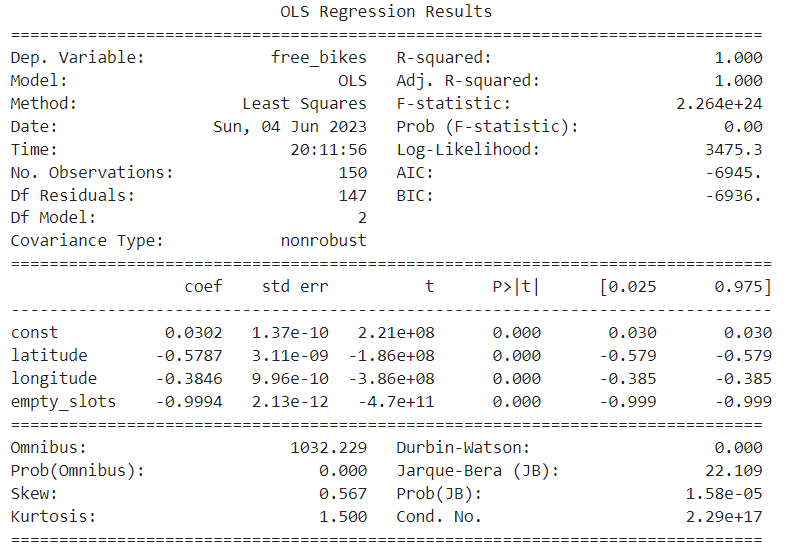 OLS Regression Results
==============================================================================
Dep. Variable:             free_bikes   R-squared:                       1.000
Model:                            OLS   Adj. R-squared:                  1.000
Method:                 Least Squares   F-statistic:                 2.264e+24
Date:                Sun, 04 Jun 2023   Prob (F-statistic):               0.00
Time:                        20:11:56   Log-Likelihood:                 3475.3
No. Observations:                 150   AIC:                            -6945.
Df Residuals:                     147   BIC:                            -6936.
Df Model:                           2
Covariance Type:            nonrobust
===============================================================================
                  coef    std err          t      P>|t|      [0.025      0.975]
-------------------------------------------------------------------------------
const           0.0302   1.37e-10   2.21e+08      0.000       0.030       0.030
latitude       -0.5787   3.11e-09  -1.86e+08      0.000      -0.579      -0.579
longitude      -0.3846   9.96e-10  -3.86e+08      0.000      -0.385      -0.385
empty_slots    -0.9994   2.13e-12   -4.7e+11      0.000      -0.999      -0.999
==============================================================================
Omnibus:                     1032.229   Durbin-Watson:                   0.000
Prob(Omnibus):                  0.000   Jarque-Bera (JB):               22.109
Skew:                           0.567   Prob(JB):                     1.58e-05
Kurtosis:                       1.500   Cond. No.                     2.29e+17
==============================================================================